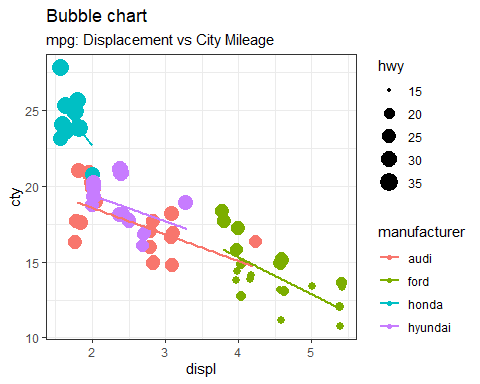 Bubble chart
mpg: Displacement vs City Mileage
hwy
15
20
25
30
35
manufacturer
audi
ford
honda
hyundai
cty
25
20
15
10
2
3
4
5
displ